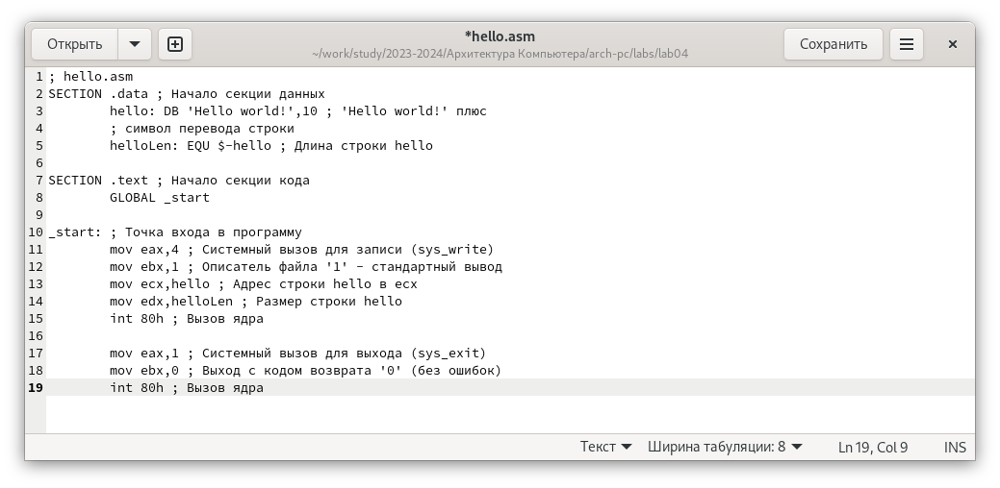 Открыть
*hello.asm
~/work/study/2023-2024/Архитектура Компьютера/arch-pc/labs/lab04
Сохранить
1 ; hello.asm
2 SECTION .data ; Начало секции данных
3         hello: DB 'Hello world!',10 ; 'Hello world!' плюс
4         ; символ перевода строки
5         helloLen: EQU $-hello ; Длина строки hello
6
7 SECTION .text ; Начало секции кода
8         GLOBAL _start
9
10 _start: ; Точка входа в программу
11         mov eax,4 ; Системный вызов для записи (sys_write)
12         mov ebx,1 ; Описатель файла '1' - стандартный вывод
13         mov ecx,hello ; Адрес строки hello в ecx
14         mov edx,helloLen ; Размер строки hello
15         int 80h ; Вызов ядра
16
17         mov eax,1 ; Системный вызов для выхода (sys_exit)
18         mov ebx,0 ; Выход с кодом возврата '0' (без ошибок)
19         int 80h ; Вызов ядра
Текст Ширина табуляции: 8 Ln 19, Col 9 INS